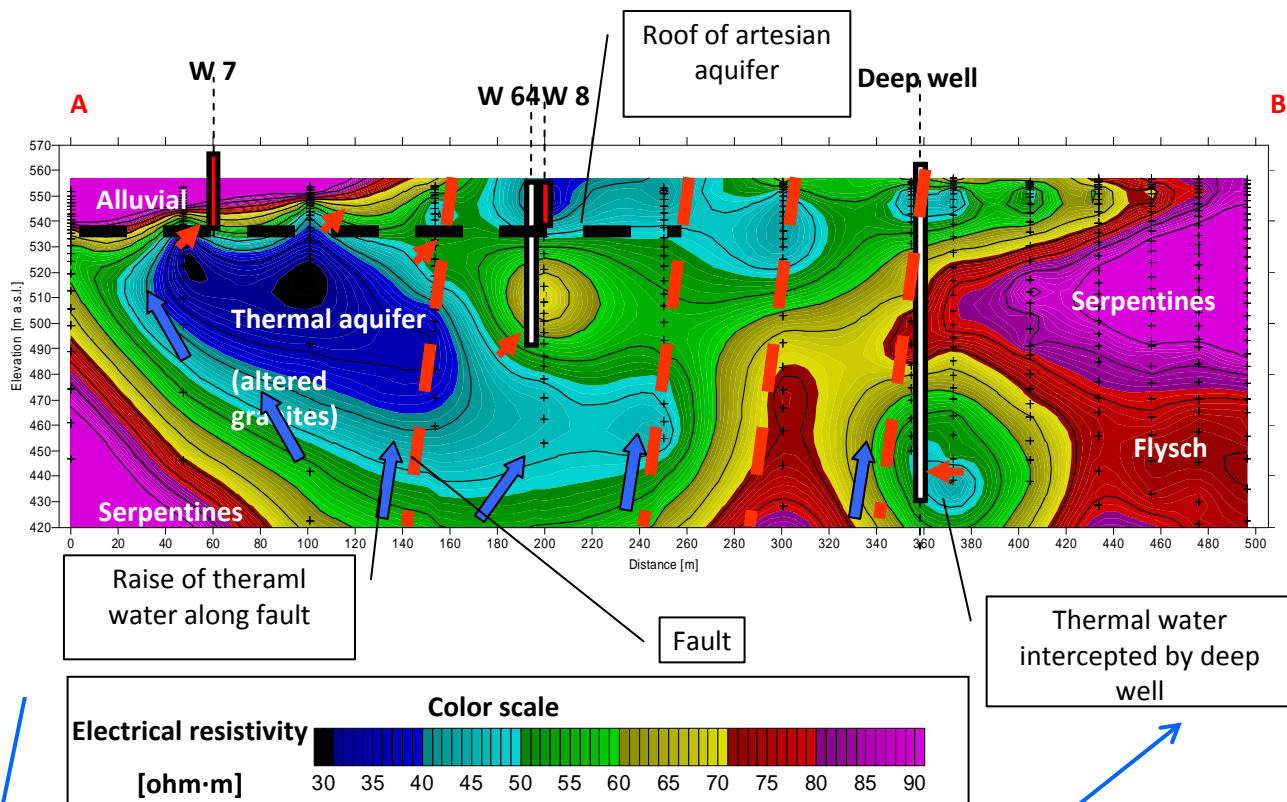 Roof of artesian
aquifer
W 7
W 64 W 8
Deep well
A
B
570
560
550
540
530
520
510
500
490
480
470
460
450
440
430
420
Elevation [m a.s.l.]
Alluvial
Thermal aquifer
(altered
granites)
Serpentines
Serpentines
Flysch
0 20 40 60 80 100 120 140 160 180 200 220 240 260 280 300 320 340 360 380 400 420 440 460 480 500
Distance [m]
Raise of theraml
water along fault
Fault
Thermal water
intercepted by deep
well
Color scale
Electrical resistivity
[ohm·m]
30 35 40 45 50 55 60 65 70 75 80 85 90